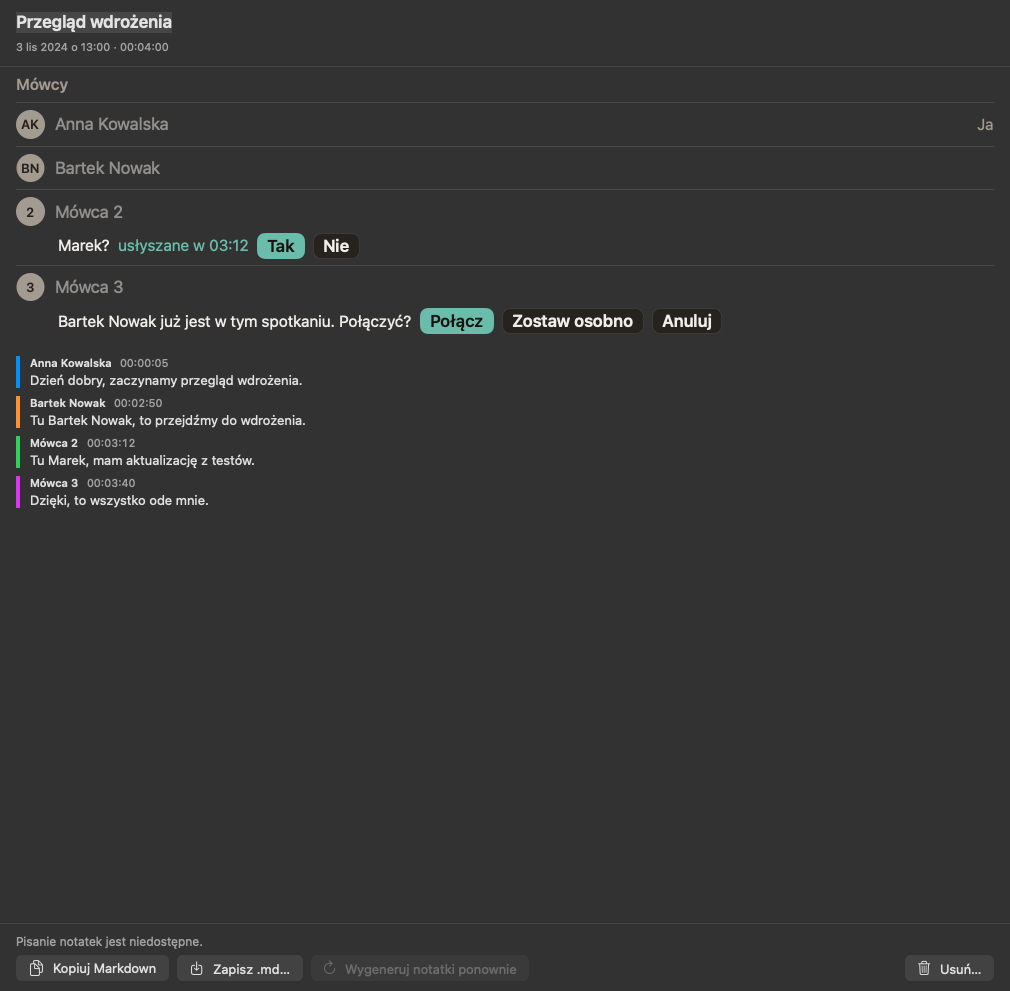 Przegląd wdrożenia
3 lis 2024 o 13:00 · 00:04:00
Mówcy
AK Anna Kowalska Ja
BN Bartek Nowak
2 Mówca 2
Marek? usłyszane w 03:12 Tak Nie
3 Mówca 3
Bartek Nowak już jest w tym spotkaniu. Połączyć? Połącz Zostaw osobno Anuluj
Anna Kowalska 00:00:05
Dzień dobry, zaczynamy przegląd wdrożenia.
Bartek Nowak 00:02:50
Tu Bartek Nowak, to przejdźmy do wdrożenia.
Mówca 2 00:03:12
Tu Marek, mam aktualizację z testów.
Mówca 3 00:03:40
Dzięki, to wszystko ode mnie.
Pisanie notatek jest niedostępne.
Kopiuj Markdown Zapisz .md... Wygeneruj notatki ponownie Usuń...